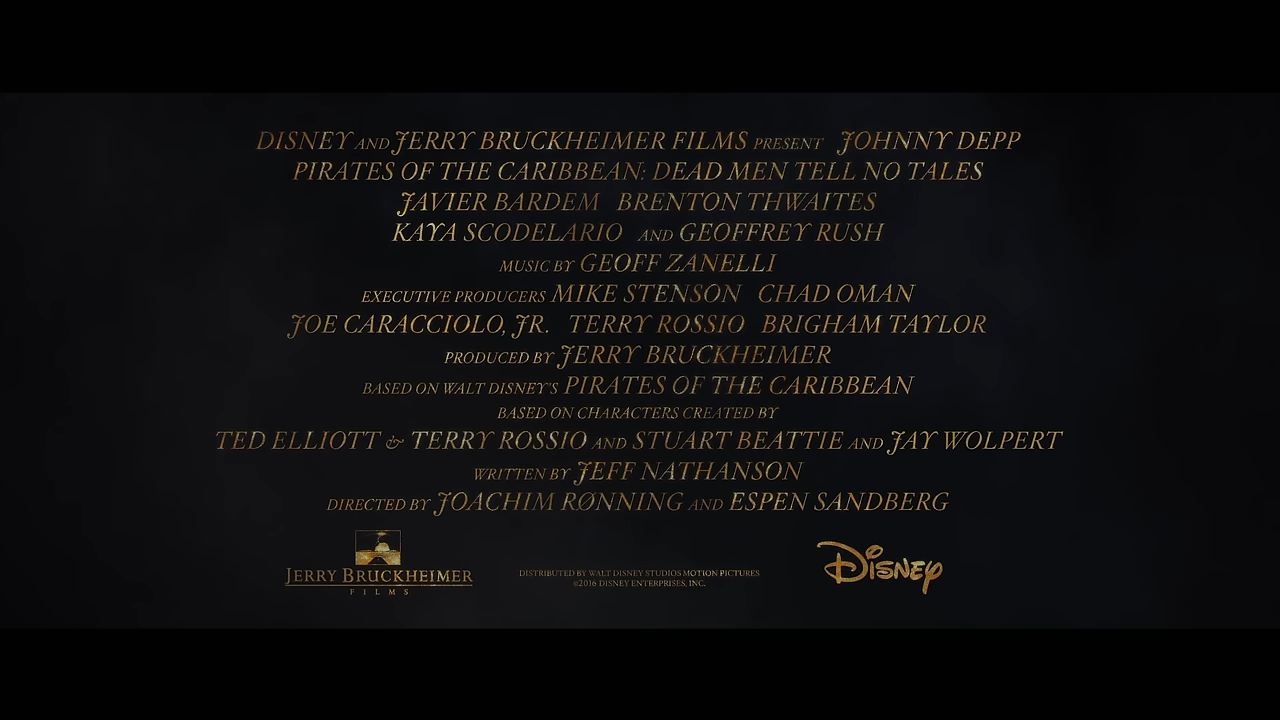 DISNEY AND JERRY BRUCKHEIMER FILMS PRESENT JOHNNY DEPP
PIRATES OF THE CARIBBEAN: DEAD MEN TELL NO TALES
JAVIER BARDEM BRENTON THWAITES
KAYA SCODELARIO AND GEOFFREY RUSH
MUSIC BY GEOFF ZANELLI
EXECUTIVE PRODUCERS MIKE STENSON CHAD OMAN
JOE CARACCIOLO, JR. TERRY ROSSIO BRIGHAM TAYLOR
PRODUCED BY JERRY BRUCKHEIMER
BASED ON WALT DISNEY'S PIRATES OF THE CARIBBEAN
BASED ON CHARACTERS CREATED BY
TED ELLIOTT & TERRY ROSSIO AND STUART BEATTIE AND JAY WOLPERT
WRITTEN BY JEFF NATHANSON
DIRECTED BY JOACHIM RØNNING AND ESPEN SANDBERG
JERRY BRUCKHEIMER
FILMS
DISTRIBUTED BY WALT DISNEY STUDIOS MOTION PICTURES
©2016 DISNEY ENTERPRISES, INC.
DISNEY